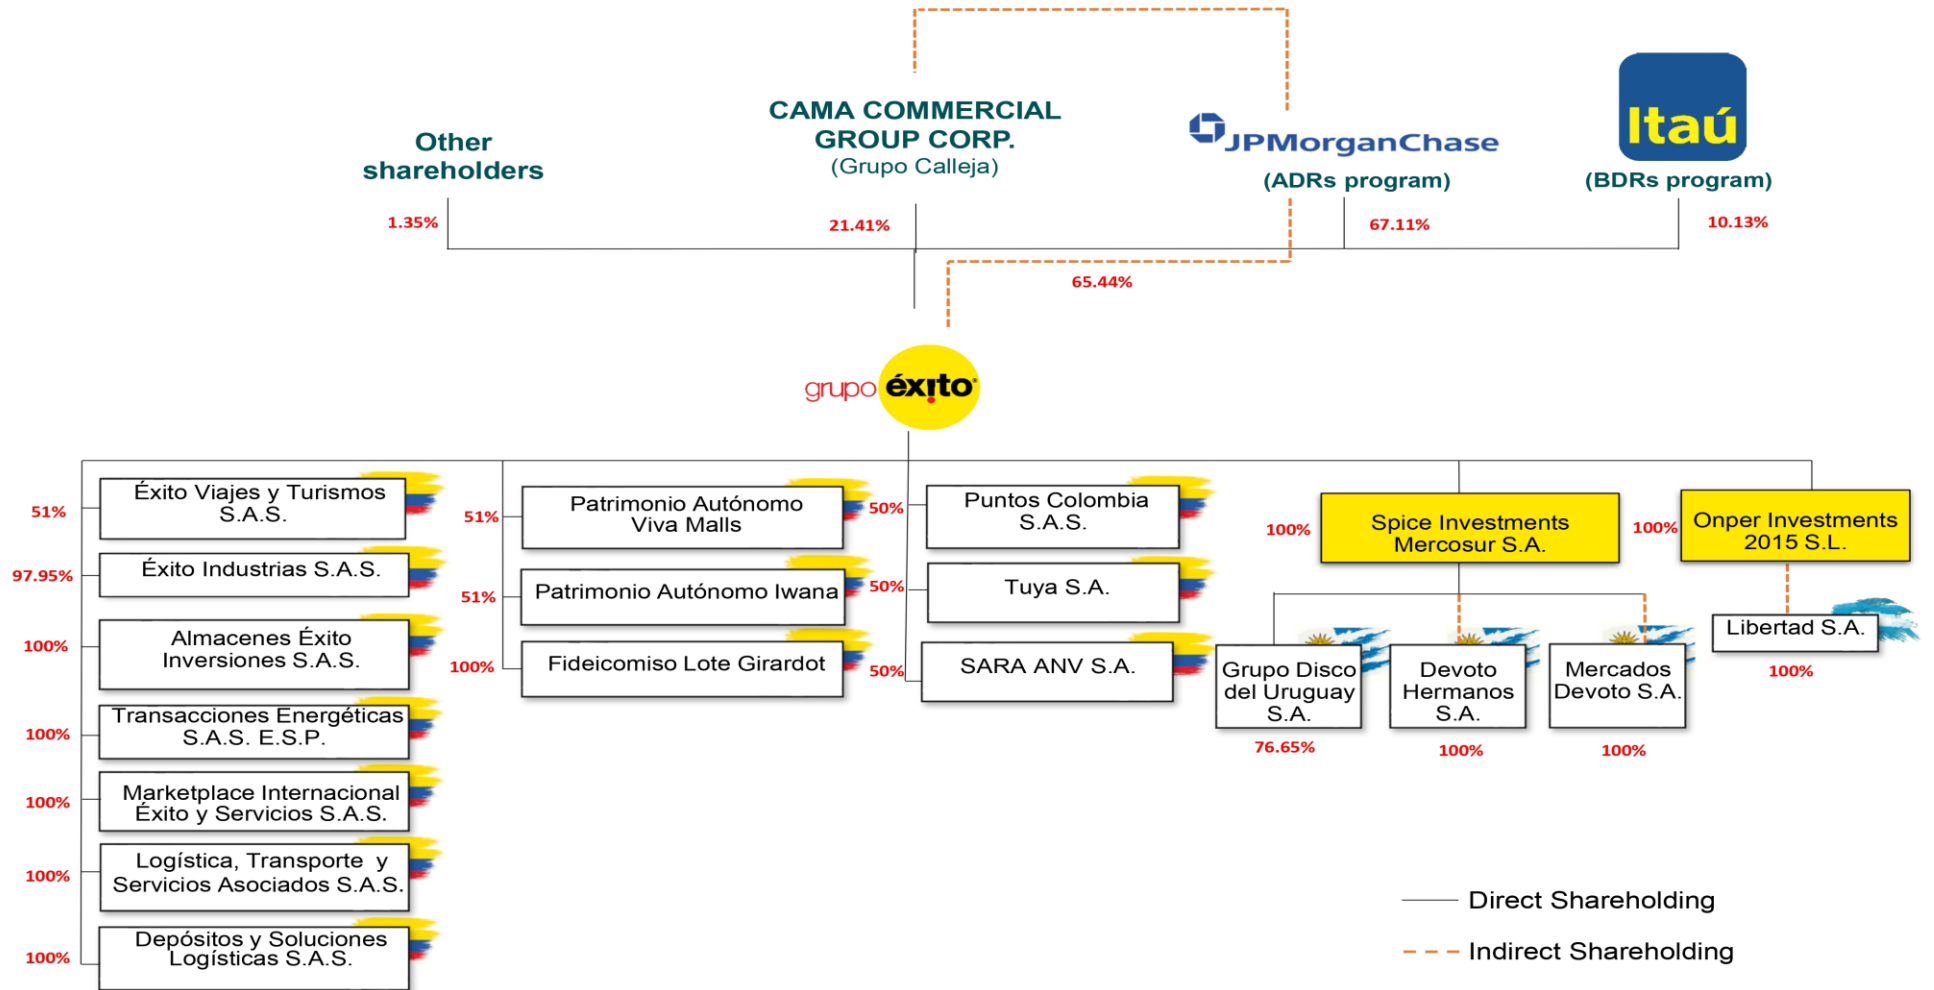 Other
shareholders
1.35%
CAMA COMMERCIAL
GROUP CORP.
(Grupo Calleja)
21.41%
JPMorganChase
(ADRs program)
67.11%
Itaú
(BDRs program)
10.13%
65.44%
grupo éxito
51%
Éxito Viajes y Turismos
S.A.S.
97.95%
Éxito Industrias S.A.S.
100%
Almacenes Éxito
Inversiones S.A.S.
100%
Transacciones Energéticas
S.A.S. E.S.P.
100%
Marketplace Internacional
Éxito y Servicios S.A.S.
100%
Logística, Transporte y
Servicios Asociados S.A.S.
100%
Depósitos y Soluciones
Logísticas S.A.S.
51%
Patrimonio Autónomo
Viva Malls
51%
Patrimonio Autónomo Iwana
100%
Fideicomiso Lote Girardot
50%
Puntos Colombia
S.A.S.
50%
Tuya S.A.
50%
SARA ANV S.A.
100%
Spice Investments
Mercosur S.A.
Grupo Disco
del Uruguay
S.A.
76.65%
Devoto
Hermanos
S.A.
100%
Mercados
Devoto S.A.
100%
100%
Onper Investments
2015 S.L.
Libertad S.A.
100%
Direct Shareholding
Indirect Shareholding